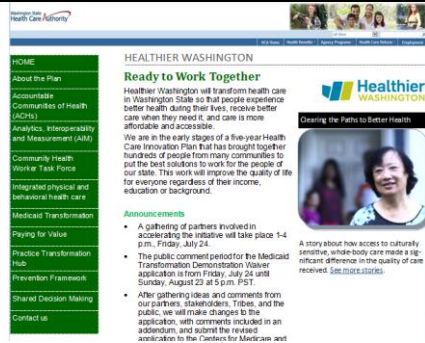 Washington State
Health Care Authority
HCA Home
Health Benefits
Agency Programs
Health Care Reform
Employment
HOME
About the Plan
Accountable
Communities of Health
(ACHs)
Analytics, Interoperability
and Measurement (AIM)
Community Health
Worker Task Force
Integrated physical and
behavioral health care
Medicaid Transformation
Paying for Value
Practice Transformation
Hub
Prevention Framework
Shared Decision Making
Contact us
HEALTHIER WASHINGTON
Ready to Work Together
Healthier Washington will transform health care
in Washington State so that people experience
better health during their lives, receive better
care when they need it, and care is more
affordable and accessible.
We are in the early stages of a five-year Health
Care Innovation Plan that has brought together
hundreds of people from many communities to
put the best solutions to work for the people of
our state. This work will improve the quality of life
for everyone regardless of their income,
education or background.
Announcements
• A gathering of partners involved in
accelerating the initiative will take place 1-4
p.m., Friday, July 24.
• The public comment period for the Medicaid
Transformation Demonstration Waiver
application is from Friday, July 24 until
Sunday, August 23 at 5 p.m. PST.
• After gathering ideas and comments from
our partners, stakeholders, Tribes, and the
public, we will make changes to the
application, with comments included in an
addendum, and submit the revised
application to the Centers for Medicare and
Healthier
WASHINGTON
Clearing the Paths to Better Health
A story about how access to culturally
sensitive, whole-body care made a sig-
nificant difference in the quality of care
received. See more stories.